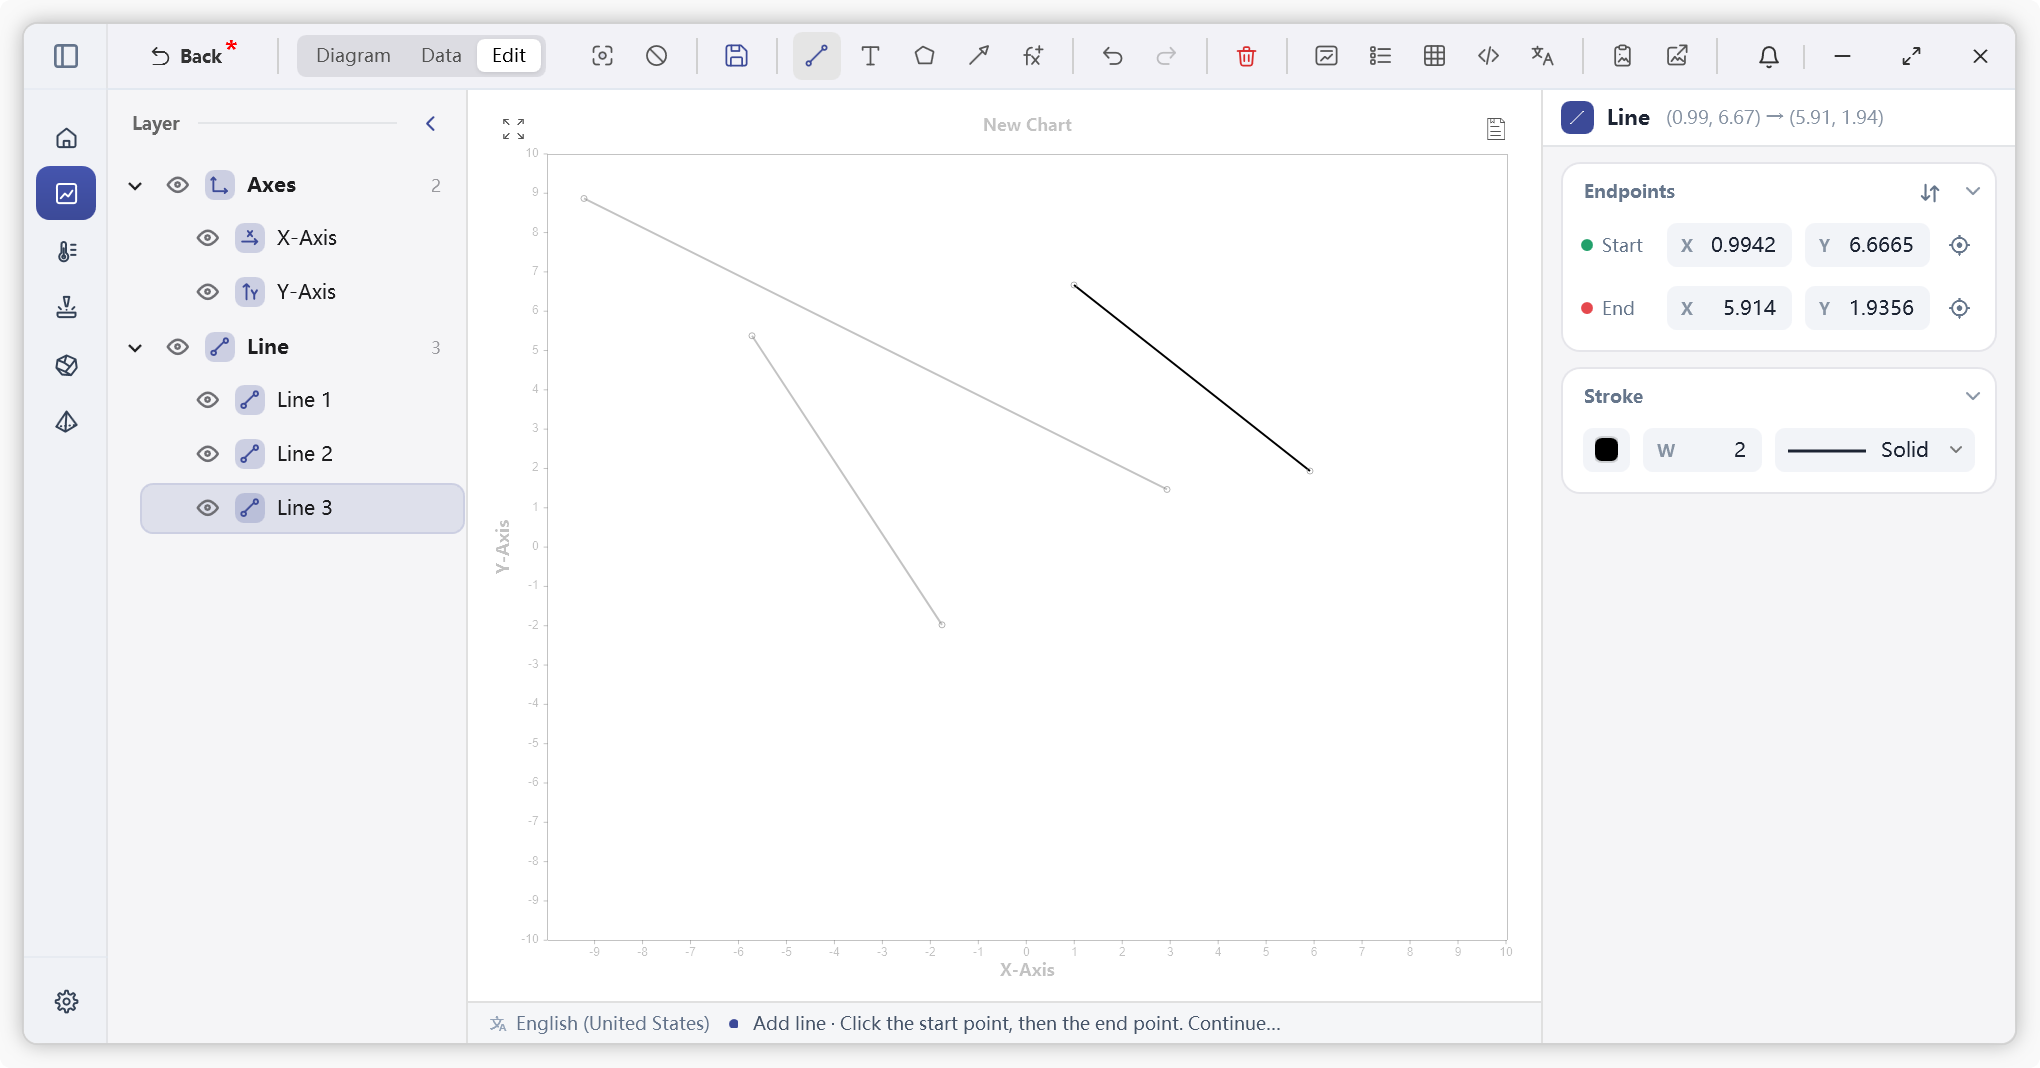 Back *
Diagram Data Edit
Layer
Axes 2
X-Axis
Y-Axis
Line 3
Line 1
Line 2
Line 3
New Chart
10
9
8
7
6
5
4
3
2
1
0
-1
-2
-3
-4
-5
-6
-7
-8
-9
-10
Y-Axis
-9 -8 -7 -6 -5 -4 -3 -2 -1 0 1 2 3 4 5 6 7 8 9 10
X-Axis
English (United States) Add line · Click the start point, then the end point. Continue...
Line (0.99, 6.67) → (5.91, 1.94)
Endpoints
Start X 0.9942 Y 6.6665
End X 5.914 Y 1.9356
Stroke
W 2 Solid